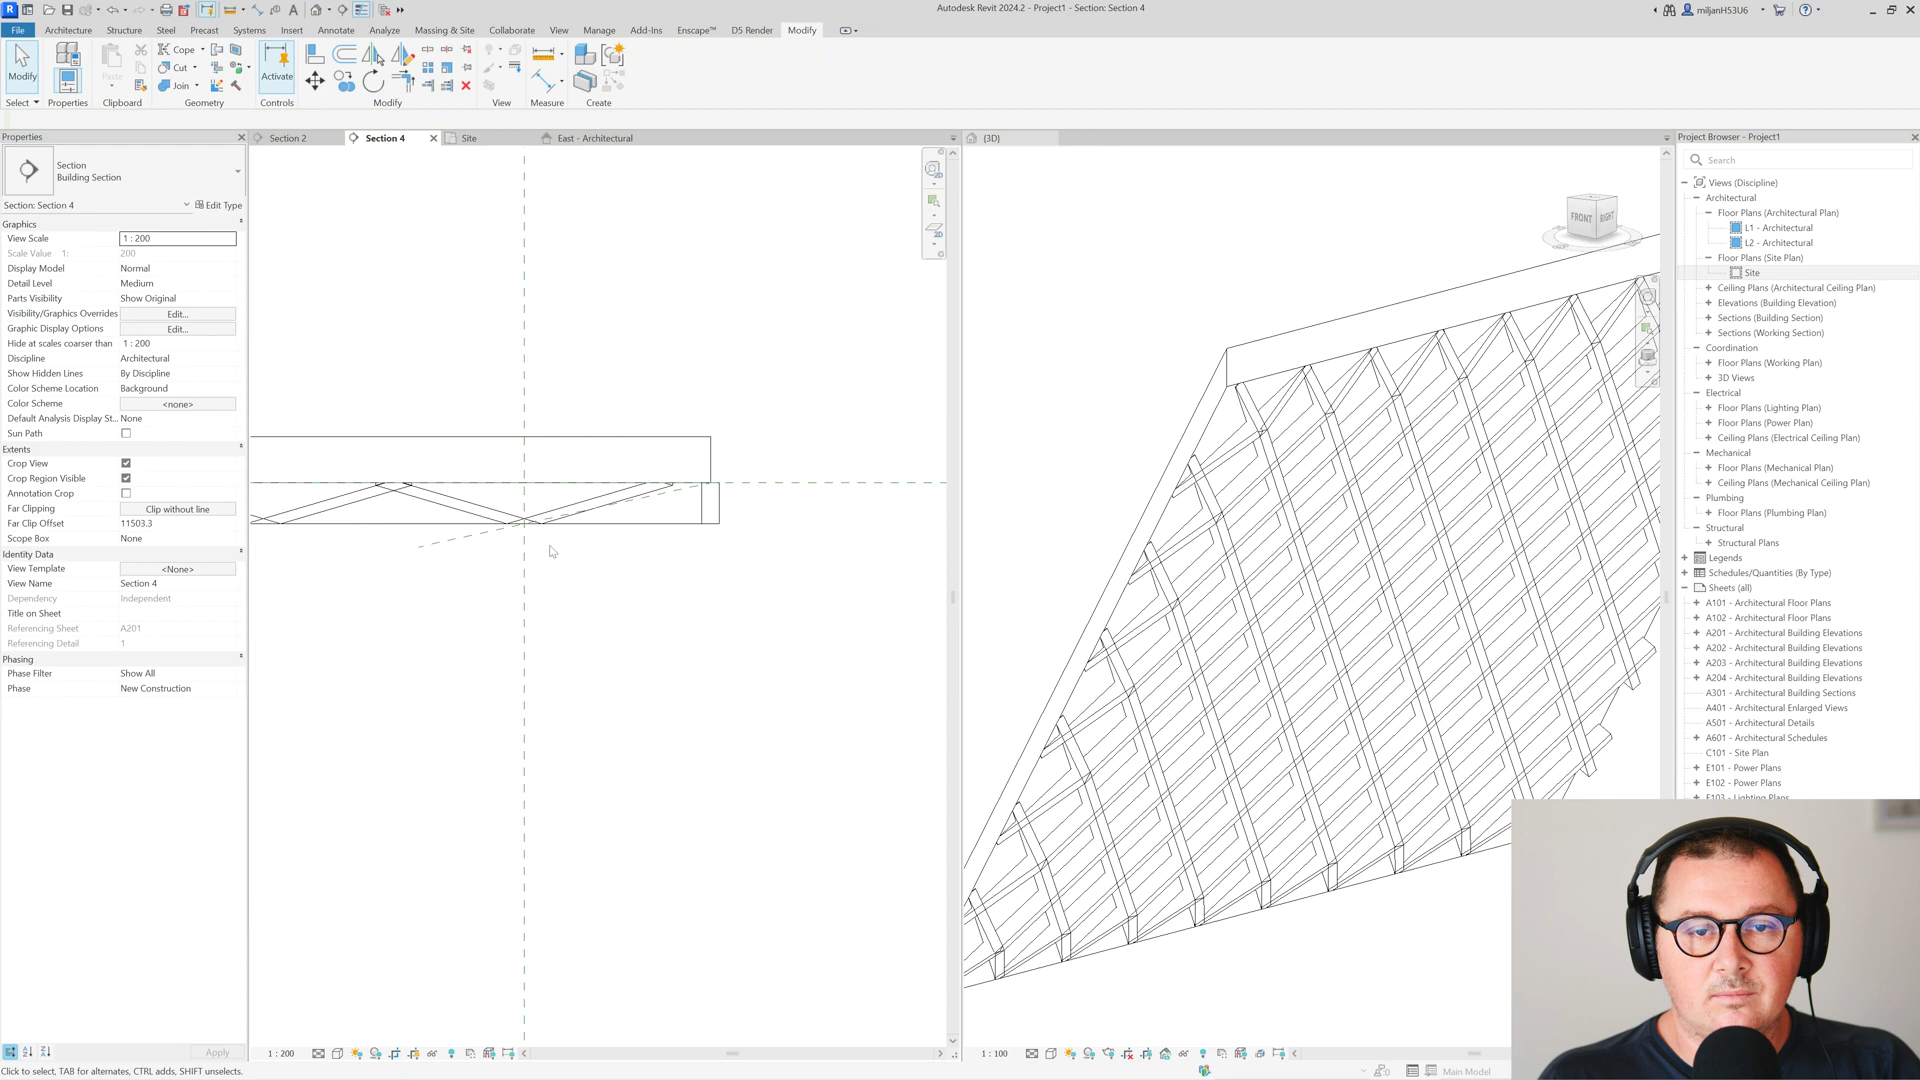 Autodesk Revit 2024.2 - Project1 - Section: Section 4
miljanH53U6
File
Architecture
Structure
Steel
Precast
Systems
Insert
Annotate
Analyze
Massing & Site
Collaborate
View
Manage
Add-Ins
Enscape™
D5 Render
Modify
Modify
Select
Properties
Paste
Clipboard
Cope
Cut
Join
Geometry
Activate
Controls
Modify
View
Measure
Create
Properties
Section
Building Section
Section: Section 4
Edit Type
Graphics
View Scale 1 : 200
Scale Value 1: 200
Display Model Normal
Detail Level Medium
Parts Visibility Show Original
Visibility/Graphics Overrides Edit...
Graphic Display Options Edit...
Hide at scales coarser than 1 : 200
Discipline Architectural
Show Hidden Lines By Discipline
Color Scheme Location Background
Color Scheme <none>
Default Analysis Display St... None
Sun Path
Extents
Crop View
Crop Region Visible
Annotation Crop
Far Clipping Clip without line
Far Clip Offset 11503.3
Scope Box None
Identity Data
View Template <None>
View Name Section 4
Dependency Independent
Title on Sheet
Referencing Sheet A201
Referencing Detail 1
Phasing
Phase Filter Show All
Phase New Construction
Apply
Section 2
Section 4
Site
East - Architectural
{3D}
2D
2D
FRONT
RIGHT
1 : 200
1 : 100
Project Browser - Project1
Search
Views (Discipline)
Architectural
Floor Plans (Architectural Plan)
L1 - Architectural
L2 - Architectural
Floor Plans (Site Plan)
Site
Ceiling Plans (Architectural Ceiling Plan)
Elevations (Building Elevation)
Sections (Building Section)
Sections (Working Section)
Coordination
Floor Plans (Working Plan)
3D Views
Electrical
Floor Plans (Lighting Plan)
Floor Plans (Power Plan)
Ceiling Plans (Electrical Ceiling Plan)
Mechanical
Floor Plans (Mechanical Plan)
Ceiling Plans (Mechanical Ceiling Plan)
Plumbing
Floor Plans (Plumbing Plan)
Structural
Structural Plans
Legends
Schedules/Quantities (By Type)
Sheets (all)
A101 - Architectural Floor Plans
A102 - Architectural Floor Plans
A201 - Architectural Building Elevations
A202 - Architectural Building Elevations
A203 - Architectural Building Elevations
A204 - Architectural Building Elevations
A301 - Architectural Building Sections
A401 - Architectural Enlarged Views
A501 - Architectural Details
A601 - Architectural Schedules
C101 - Site Plan
E101 - Power Plans
E102 - Power Plans
E103 - Lighting Plans
Click to select, TAB for alternates, CTRL adds, SHIFT unselects.
:0
Main Model